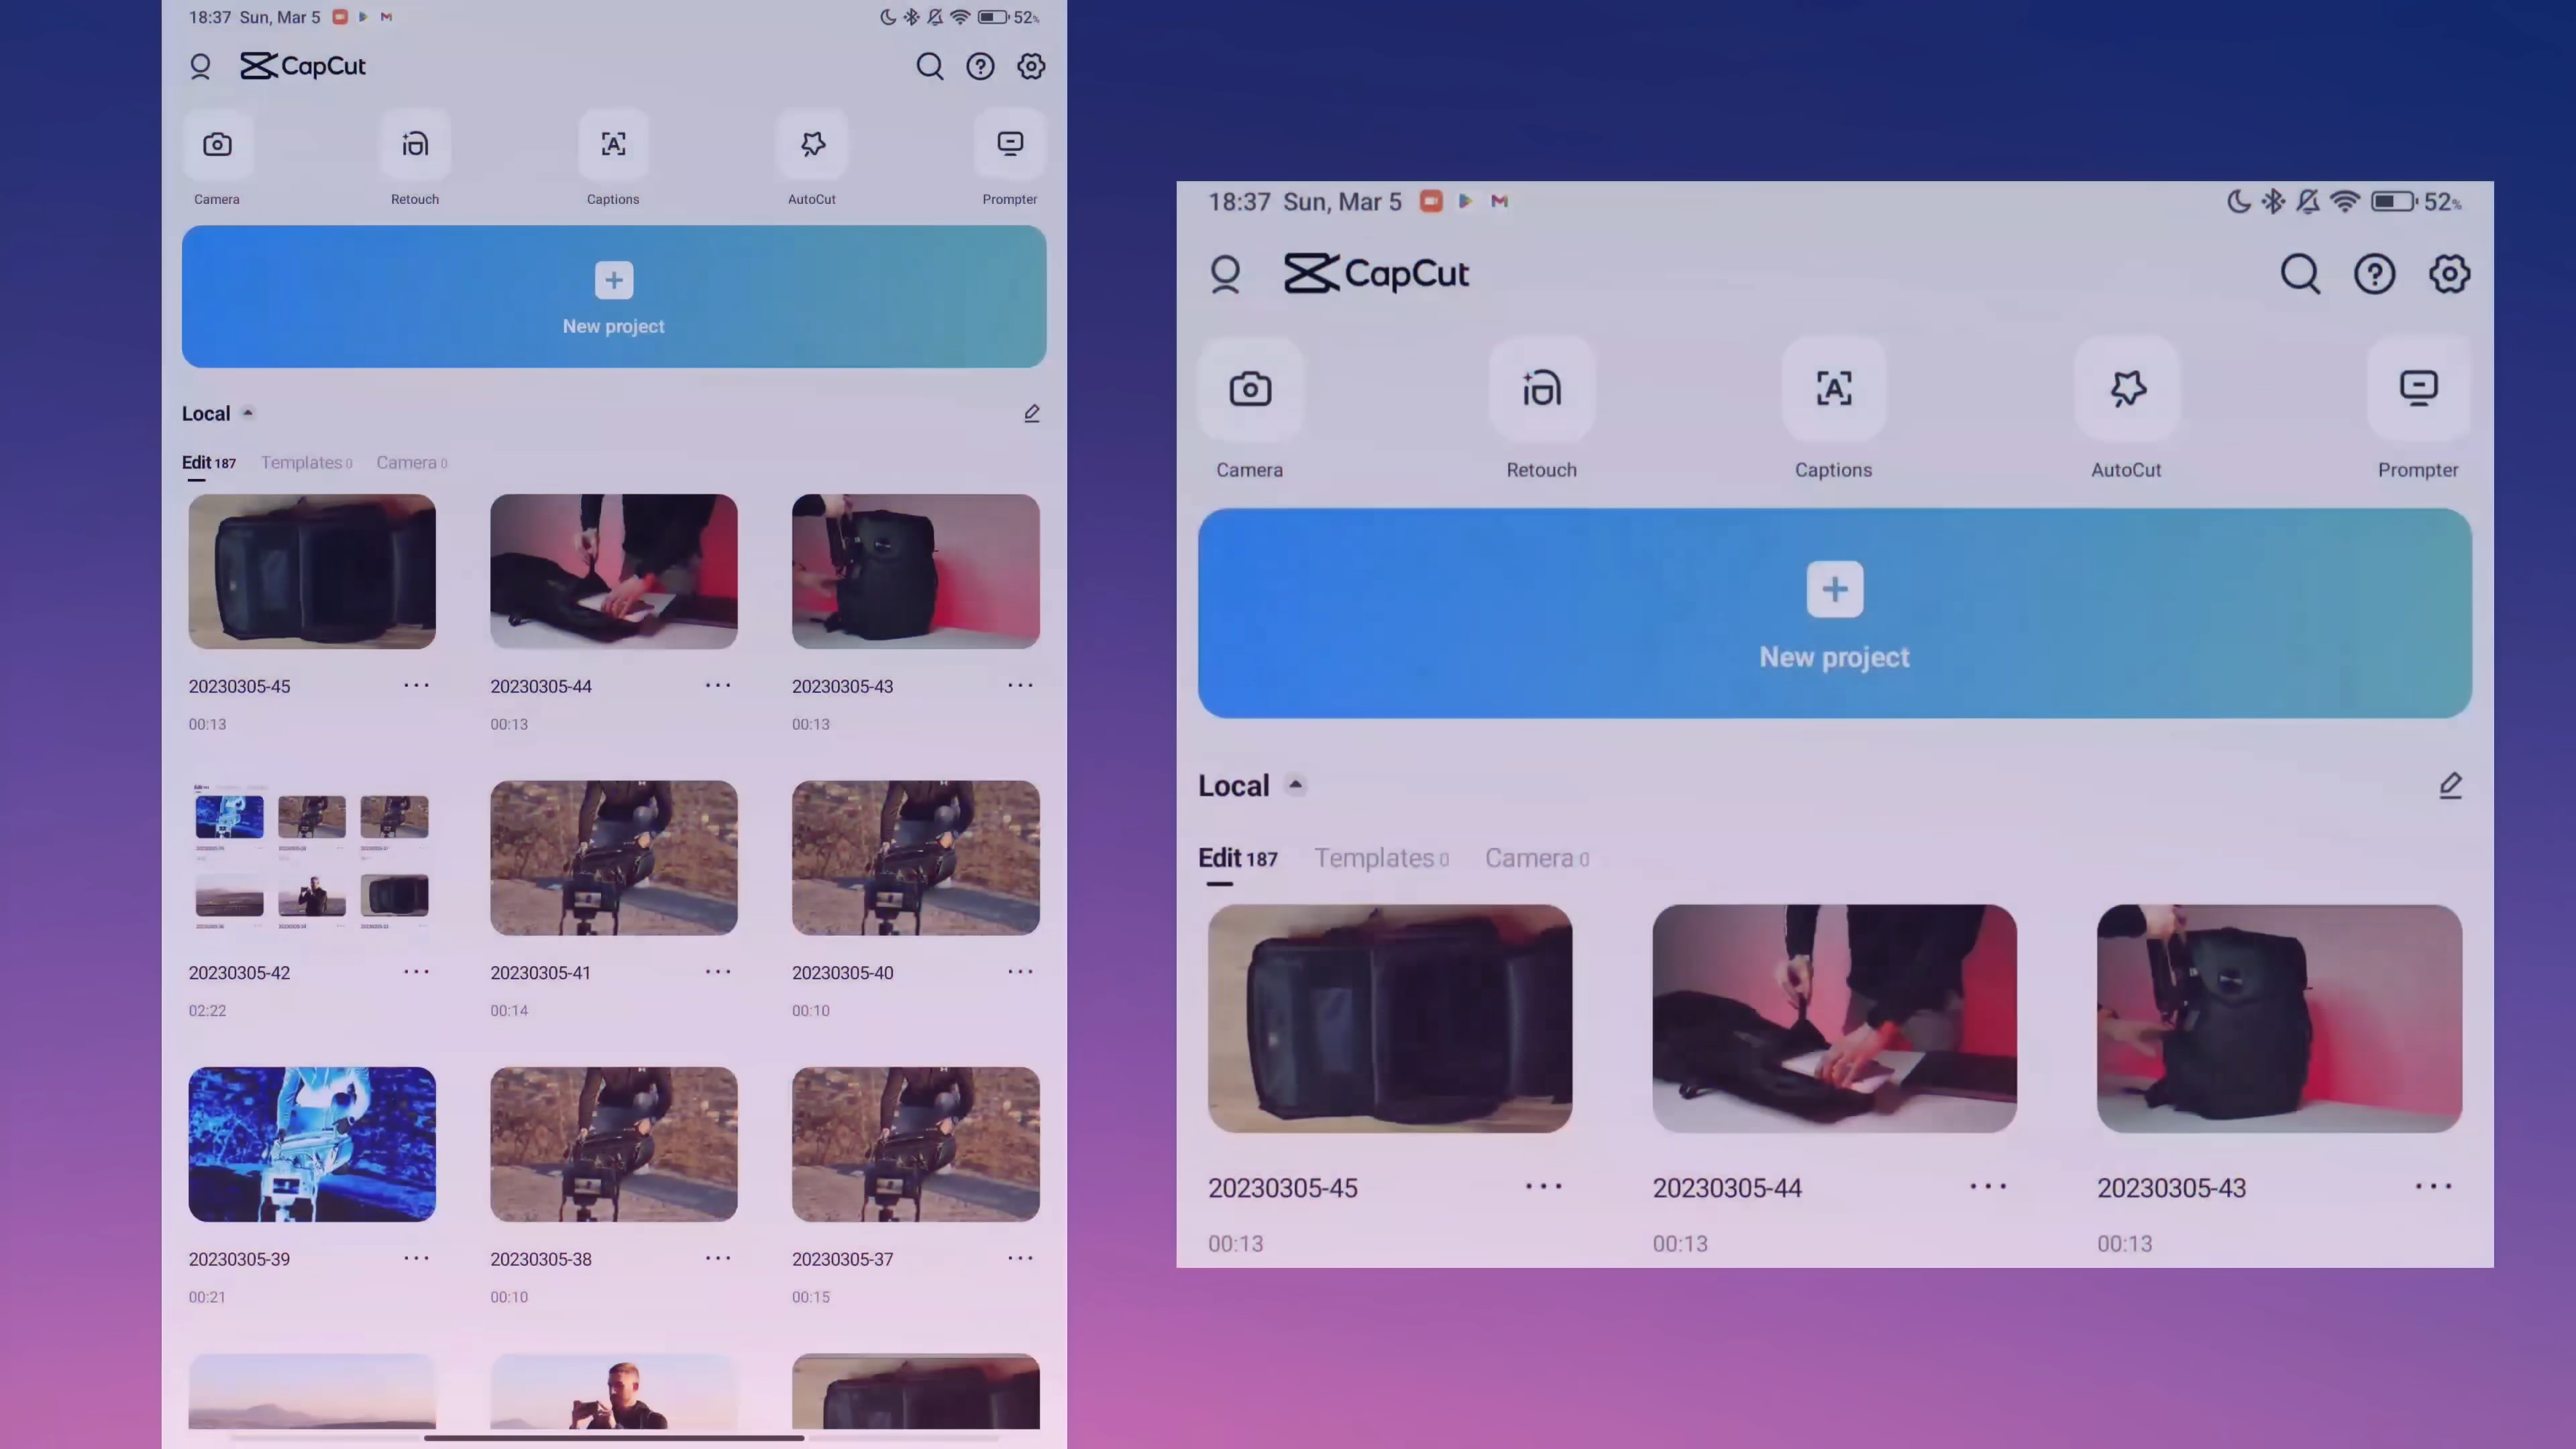 18:37 Sun, Mar 5
52%
CapCut
Camera
Retouch
Captions
AutoCut
Prompter
New project
Local
Edit 187
Templates 0
Camera 0
20230305-45
20230305-44
20230305-43
00:13
00:13
00:13
20230305-42
20230305-41
20230305-40
02:22
00:14
00:10
20230305-39
20230305-38
20230305-37
00:21
00:10
00:15
18:37 Sun, Mar 5
52%
CapCut
Camera
Retouch
Captions
AutoCut
Prompter
New project
Local
Edit 187
Templates 0
Camera 0
20230305-45
20230305-44
20230305-43
00:13
00:13
00:13